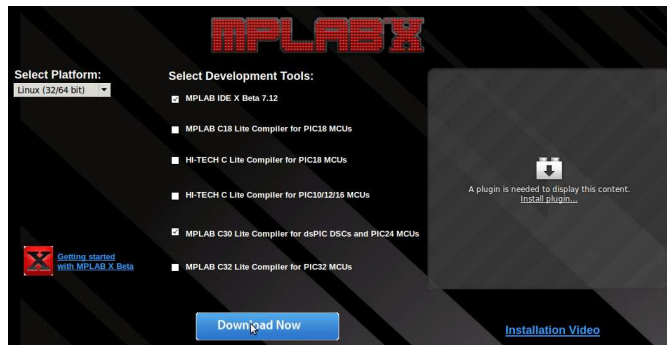 MPLAB X
Select Platform:
Linux (32/64 bit)
Select Development Tools:
MPLAB IDE X Beta 7.12
MPLAB C18 Lite Compiler for PIC18 MCUs
HI-TECH C Lite Compiler for PIC18 MCUs
HI-TECH C Lite Compiler for PIC10/12/16 MCUs
MPLAB C30 Lite Compiler for dsPIC DSCs and PIC24 MCUs
MPLAB C32 Lite Compiler for PIC32 MCUs
A plugin is needed to display this content.
Install plugin...
X
Getting started
with MPLAB X Beta
Download Now
Installation Video